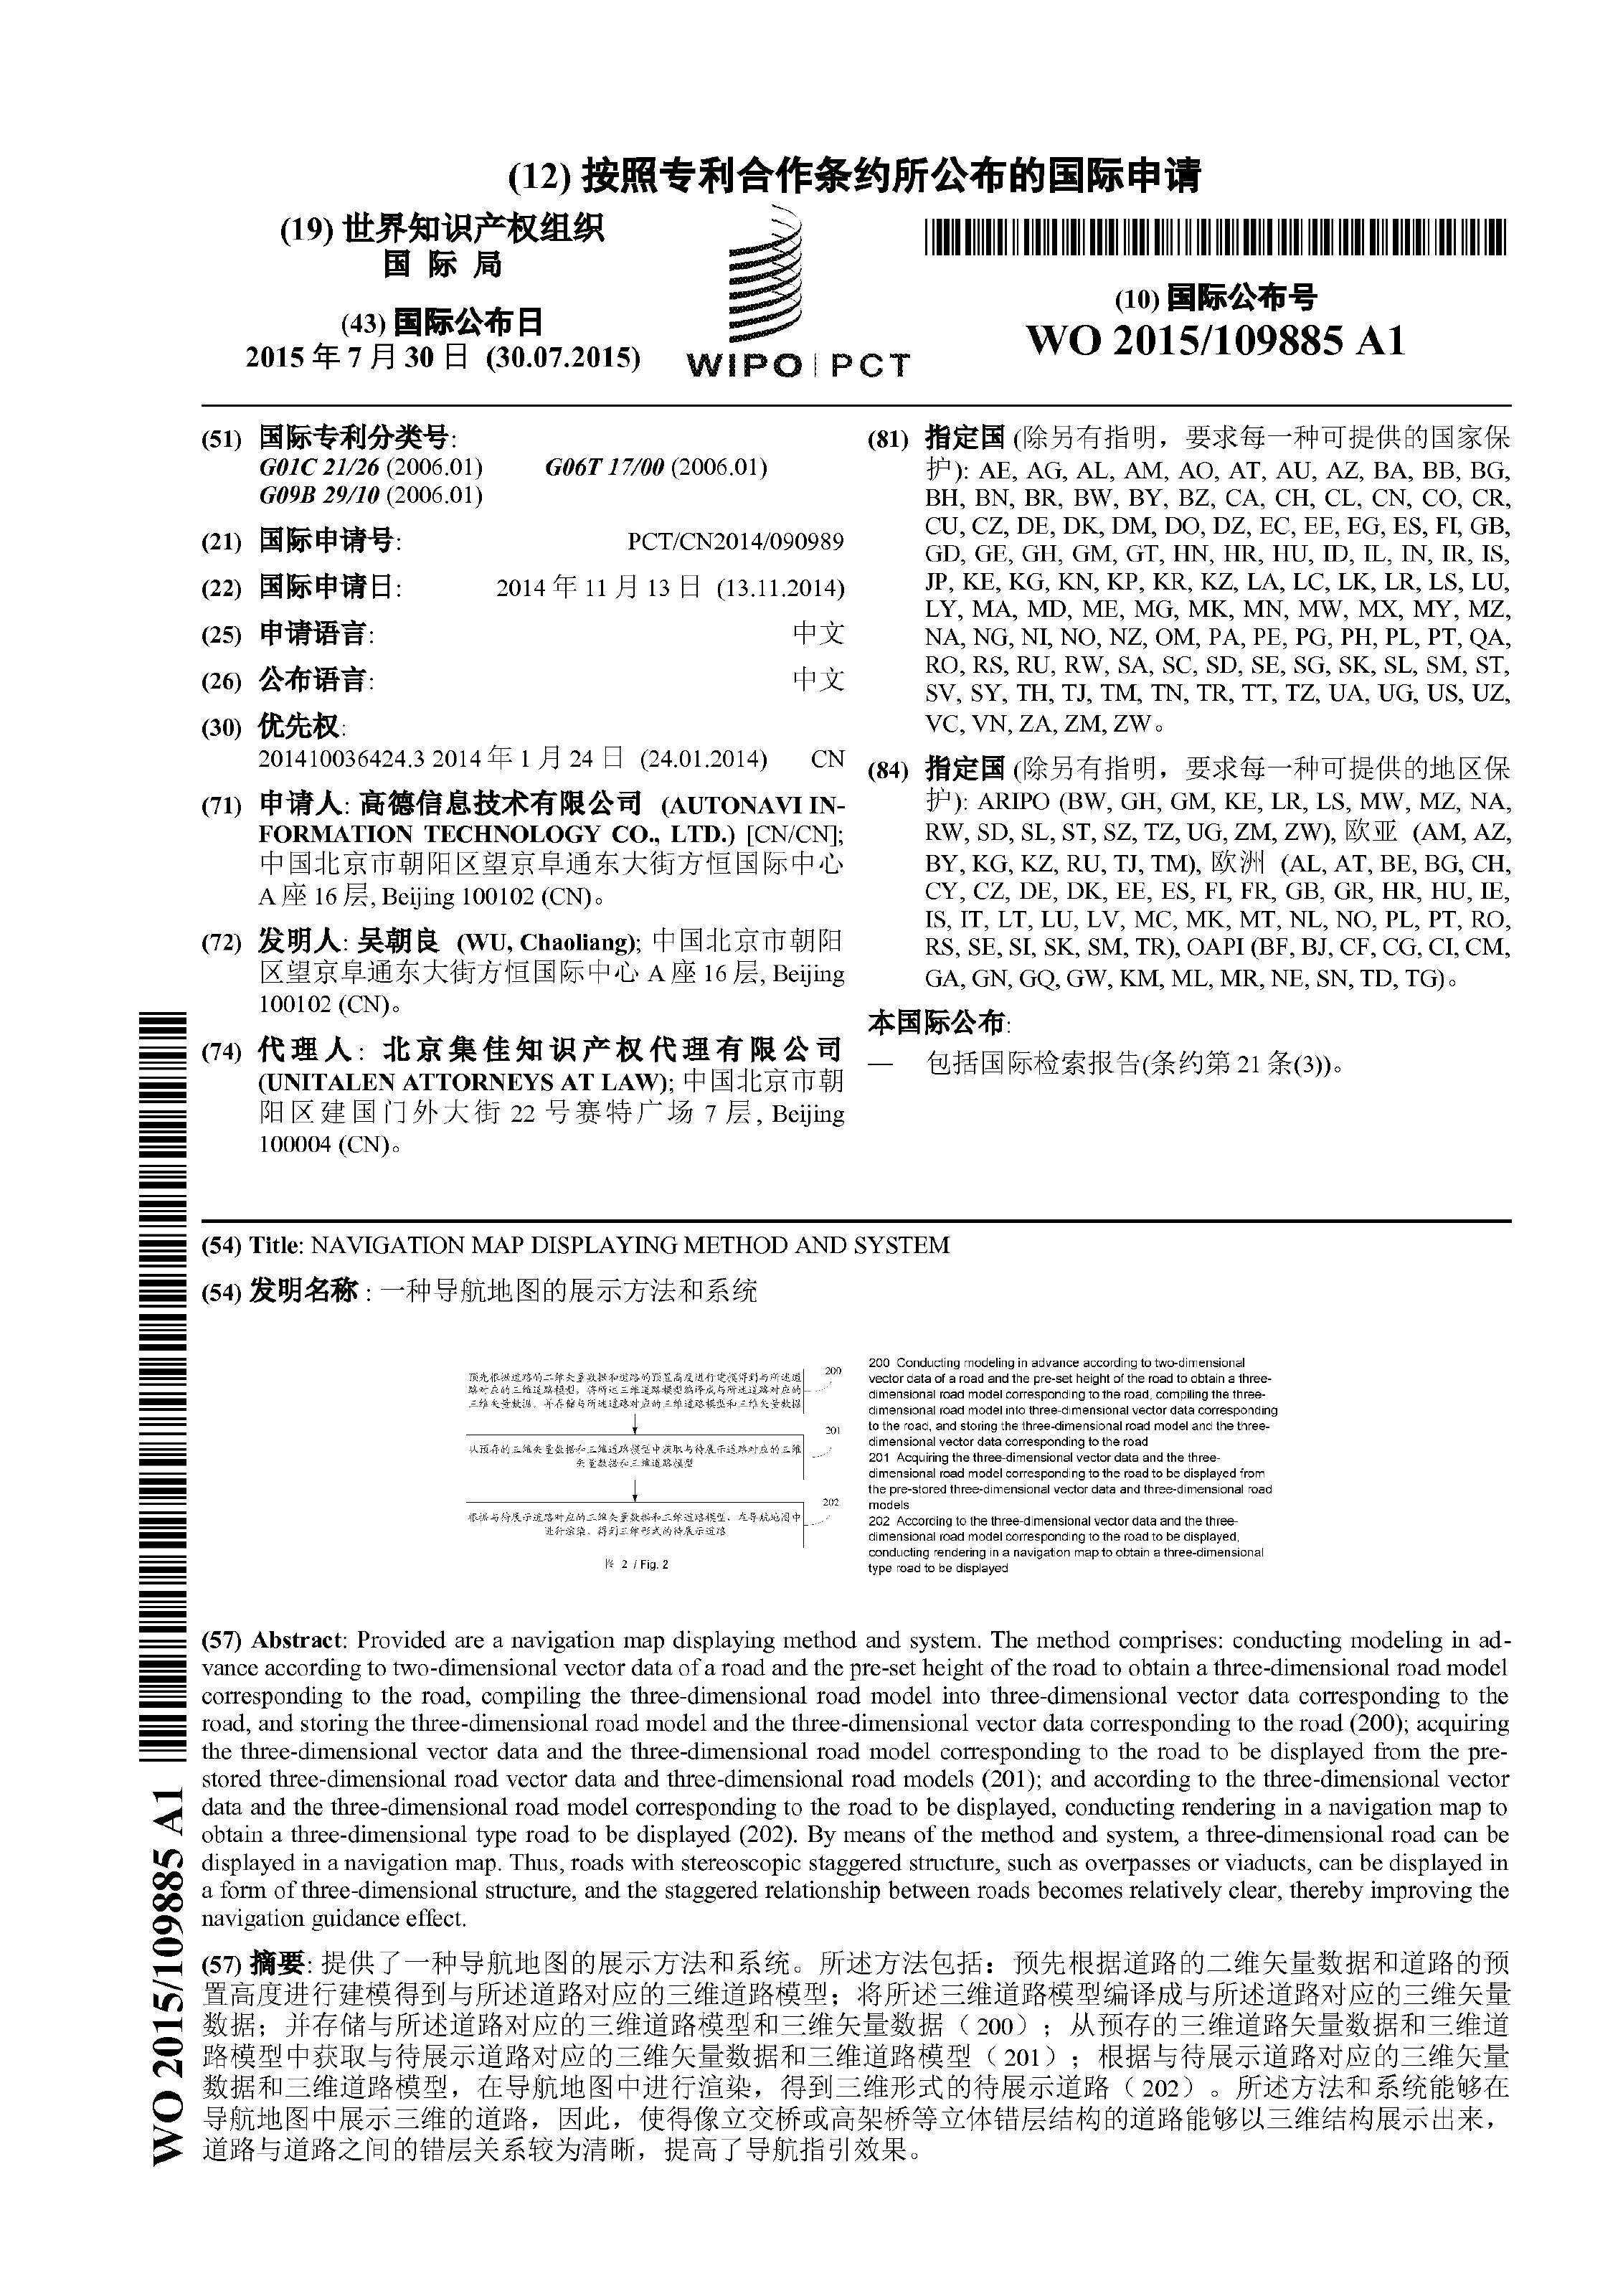 (12) 按照专利合作条约所公布的国际申请
(19) 世界知识产权组织
国 际 局
(43) 国际公布日
2015 年 7 月 30 日 (30.07.2015)
WIPO | PCT
(10) 国际公布号
WO 2015/109885 A1
(51) 国际专利分类号:
G01C 21/26 (2006.01) G06T 17/00 (2006.01)
G09B 29/10 (2006.01)
(21) 国际申请号: PCT/CN2014/090989
(22) 国际申请日: 2014 年 11 月 13 日 (13.11.2014)
(25) 申请语言: 中文
(26) 公布语言: 中文
(30) 优先权:
201410036424.3 2014 年 1 月 24 日 (24.01.2014) CN
(71) 申请人: 高德信息技术有限公司 (AUTONAVI IN-
FORMATION TECHNOLOGY CO., LTD.) [CN/CN];
中国北京市朝阳区望京阜通东大街方恒国际中心
A 座 16 层, Beijing 100102 (CN)。
(72) 发明人: 吴朝良 (WU, Chaoliang); 中国北京市朝阳
区望京阜通东大街方恒国际中心 A 座 16 层, Beijing
100102 (CN)。
(74) 代理人: 北京集佳知识产权代理有限公司
(UNITALEN ATTORNEYS AT LAW); 中国北京市朝
阳区建国门外大街 22 号赛特广场 7 层, Beijing
100004 (CN)。
(81) 指定国 (除另有指明，要求每一种可提供的国家保
护): AE, AG, AL, AM, AO, AT, AU, AZ, BA, BB, BG,
BH, BN, BR, BW, BY, BZ, CA, CH, CL, CN, CO, CR,
CU, CZ, DE, DK, DM, DO, DZ, EC, EE, EG, ES, FI, GB,
GD, GE, GH, GM, GT, HN, HR, HU, ID, IL, IN, IR, IS,
JP, KE, KG, KN, KP, KR, KZ, LA, LC, LK, LR, LS, LU,
LY, MA, MD, ME, MG, MK, MN, MW, MX, MY, MZ,
NA, NG, NI, NO, NZ, OM, PA, PE, PG, PH, PL, PT, QA,
RO, RS, RU, RW, SA, SC, SD, SE, SG, SK, SL, SM, ST,
SV, SY, TH, TJ, TM, TN, TR, TT, TZ, UA, UG, US, UZ,
VC, VN, ZA, ZM, ZW。
(84) 指定国 (除另有指明，要求每一种可提供的地区保
护): ARIPO (BW, GH, GM, KE, LR, LS, MW, MZ, NA,
RW, SD, SL, ST, SZ, TZ, UG, ZM, ZW), 欧亚 (AM, AZ,
BY, KG, KZ, RU, TJ, TM), 欧洲 (AL, AT, BE, BG, CH,
CY, CZ, DE, DK, EE, ES, FI, FR, GB, GR, HR, HU, IE,
IS, IT, LT, LU, LV, MC, MK, MT, NL, NO, PL, PT, RO,
RS, SE, SI, SK, SM, TR), OAPI (BF, BJ, CF, CG, CI, CM,
GA, GN, GQ, GW, KM, ML, MR, NE, SN, TD, TG)。
本国际公布:
— 包括国际检索报告(条约第 21 条(3))。
(54) Title: NAVIGATION MAP DISPLAYING METHOD AND SYSTEM
(54) 发明名称 : 一种导航地图的展示方法和系统
预先根据道路的二维矢量数据和道路的预置高度进行建模得到与所述道
路对应的三维道路模型，将所述三维道路模型编译成与所述道路对应的
三维矢量数据，并存储与所述道路对应的三维道路模型和三维矢量数据
200
从预存的三维矢量数据和三维道路模型中获取与待展示道路对应的三维
矢量数据和三维道路模型
201
根据与待展示道路对应的三维矢量数据和三维道路模型，在导航地图中
进行渲染，得到三维形式的待展示道路
202
图 2 / Fig. 2
200 Conducting modeling in advance according to two-dimensional
vector data of a road and the pre-set height of the road to obtain a three-
dimensional road model corresponding to the road, compiling the three-
dimensional road model into three-dimensional vector data corresponding
to the road, and storing the three-dimensional road model and the three-
dimensional vector data corresponding to the road
201 Acquiring the three-dimensional vector data and the three-
dimensional road model corresponding to the road to be displayed from
the pre-stored three-dimensional vector data and three-dimensional road
models
202 According to the three-dimensional vector data and the three-
dimensional road model corresponding to the road to be displayed,
conducting rendering in a navigation map to obtain a three-dimensional
type road to be displayed
(57) Abstract: Provided are a navigation map displaying method and system. The method comprises: conducting modeling in ad-
vance according to two-dimensional vector data of a road and the pre-set height of the road to obtain a three-dimensional road model
corresponding to the road, compiling the three-dimensional road model into three-dimensional vector data corresponding to the
road, and storing the three-dimensional road model and the three-dimensional vector data corresponding to the road (200); acquiring
the three-dimensional vector data and the three-dimensional road model corresponding to the road to be displayed from the pre-
stored three-dimensional road vector data and three-dimensional road models (201); and according to the three-dimensional vector
data and the three-dimensional road model corresponding to the road to be displayed, conducting rendering in a navigation map to
obtain a three-dimensional type road to be displayed (202). By means of the method and system, a three-dimensional road can be
displayed in a navigation map. Thus, roads with stereoscopic staggered structure, such as overpasses or viaducts, can be displayed in
a form of three-dimensional structure, and the staggered relationship between roads becomes relatively clear, thereby improving the
navigation guidance effect.
(57) 摘要: 提供了一种导航地图的展示方法和系统。所述方法包括：预先根据道路的二维矢量数据和道路的预
置高度进行建模得到与所述道路对应的三维道路模型；将所述三维道路模型编译成与所述道路对应的三维矢量
数据；并存储与所述道路对应的三维道路模型和三维矢量数据（200）；从预存的三维道路矢量数据和三维道
路模型中获取与待展示道路对应的三维矢量数据和三维道路模型（201）；根据与待展示道路对应的三维矢量
数据和三维道路模型，在导航地图中进行渲染，得到三维形式的待展示道路（202）。所述方法和系统能够在
导航地图中展示三维的道路，因此，使得像立交桥或高架桥等立体错层结构的道路能够以三维结构展示出来，
道路与道路之间的错层关系较为清晰，提高了导航指引效果。
WO 2015/109885 A1